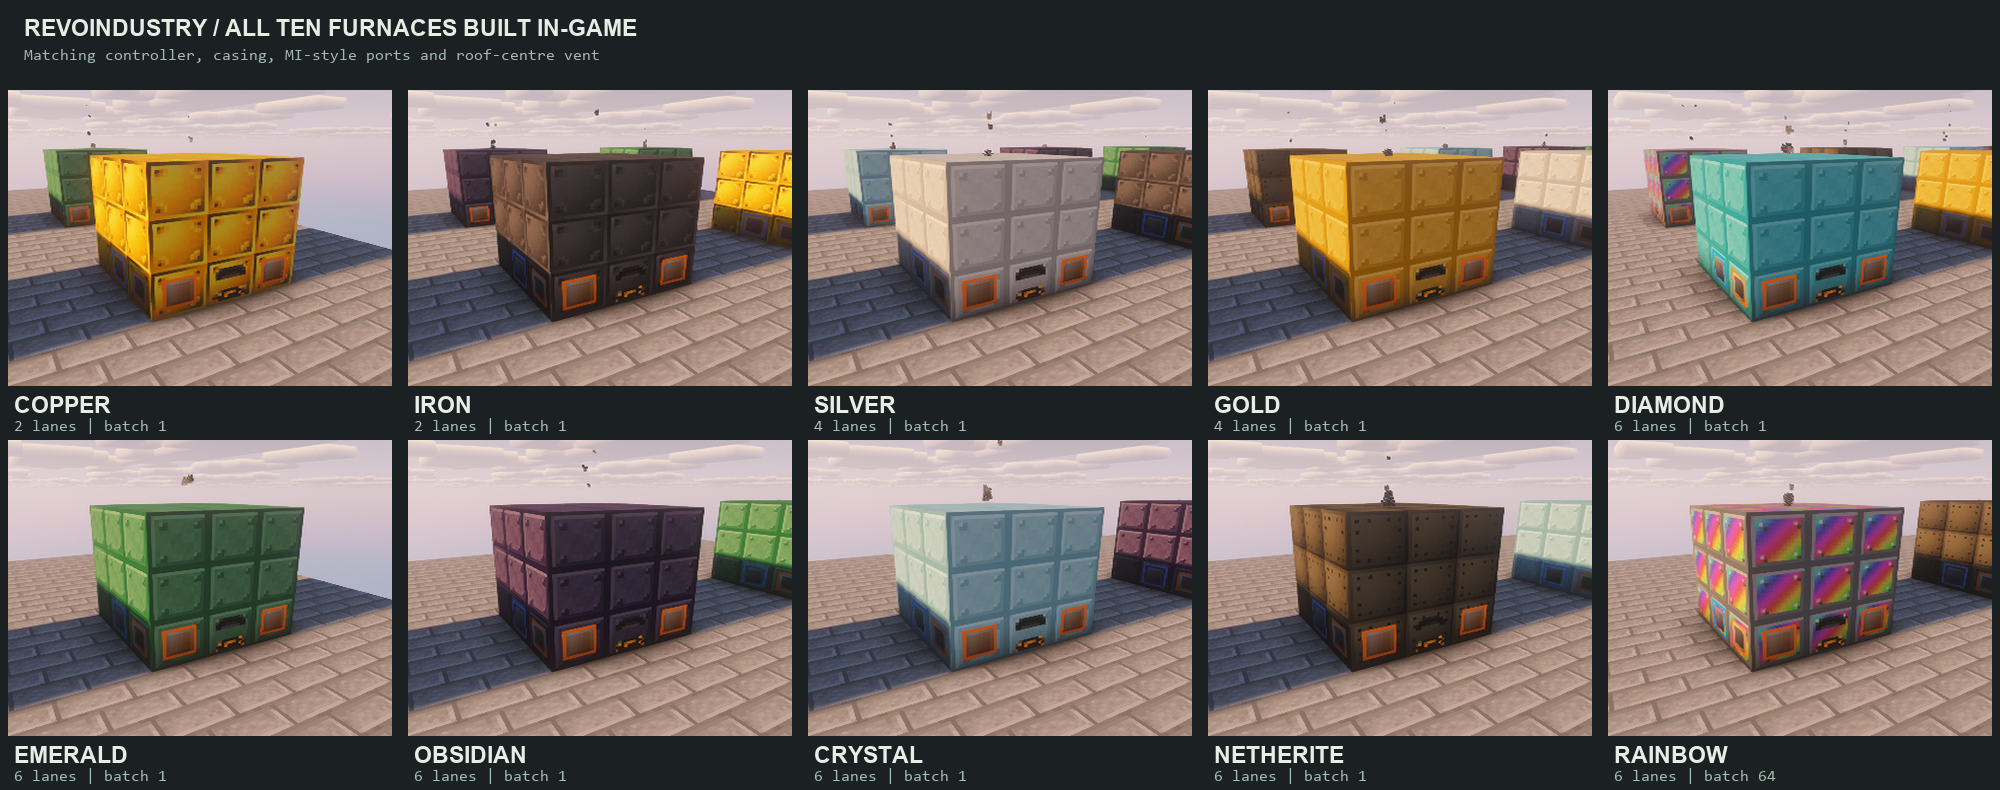 REVOINDUSTRY / ALL TEN FURNACES BUILT IN-GAME
Matching controller, casing, MI-style ports and roof-centre vent
COPPER
2 lanes | batch 1
IRON
2 lanes | batch 1
SILVER
4 lanes | batch 1
GOLD
4 lanes | batch 1
DIAMOND
6 lanes | batch 1
EMERALD
6 lanes | batch 1
OBSIDIAN
6 lanes | batch 1
CRYSTAL
6 lanes | batch 1
NETHERITE
6 lanes | batch 1
RAINBOW
6 lanes | batch 64